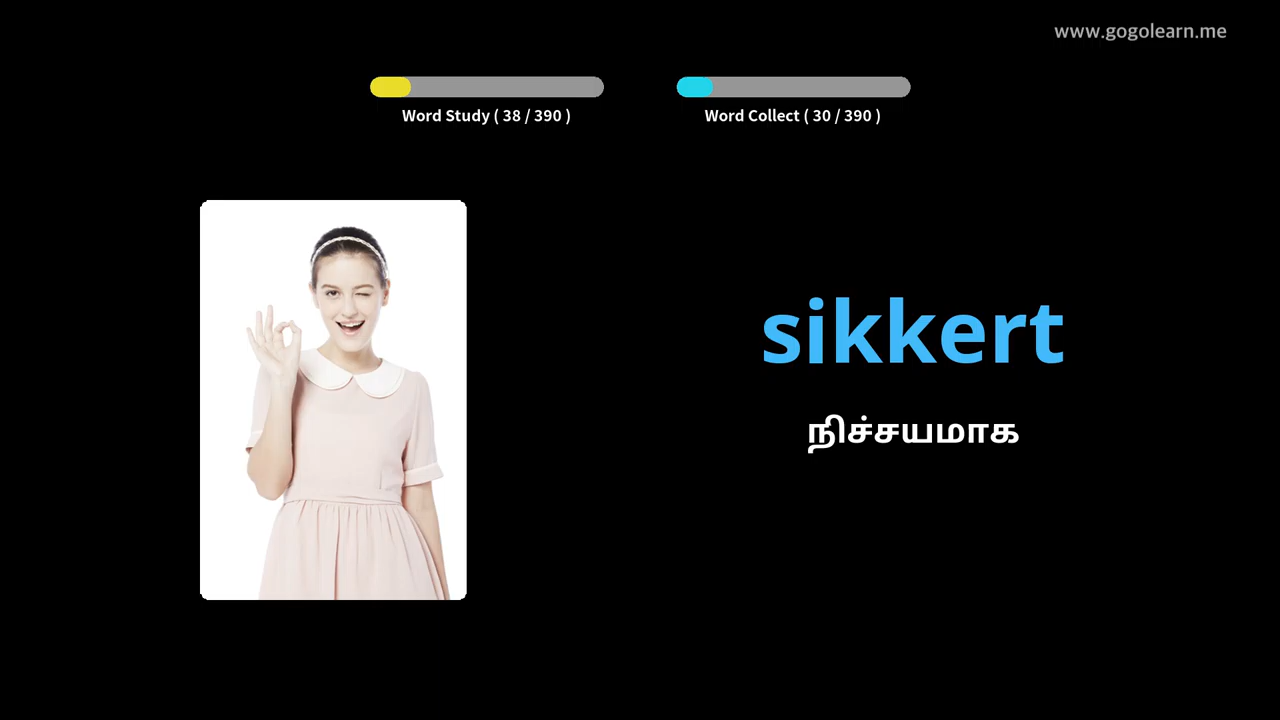 www.gogolearn.me
Word Study ( 38 / 390 )
Word Collect ( 30 / 390 )
sikkert
நிச்சயமாக